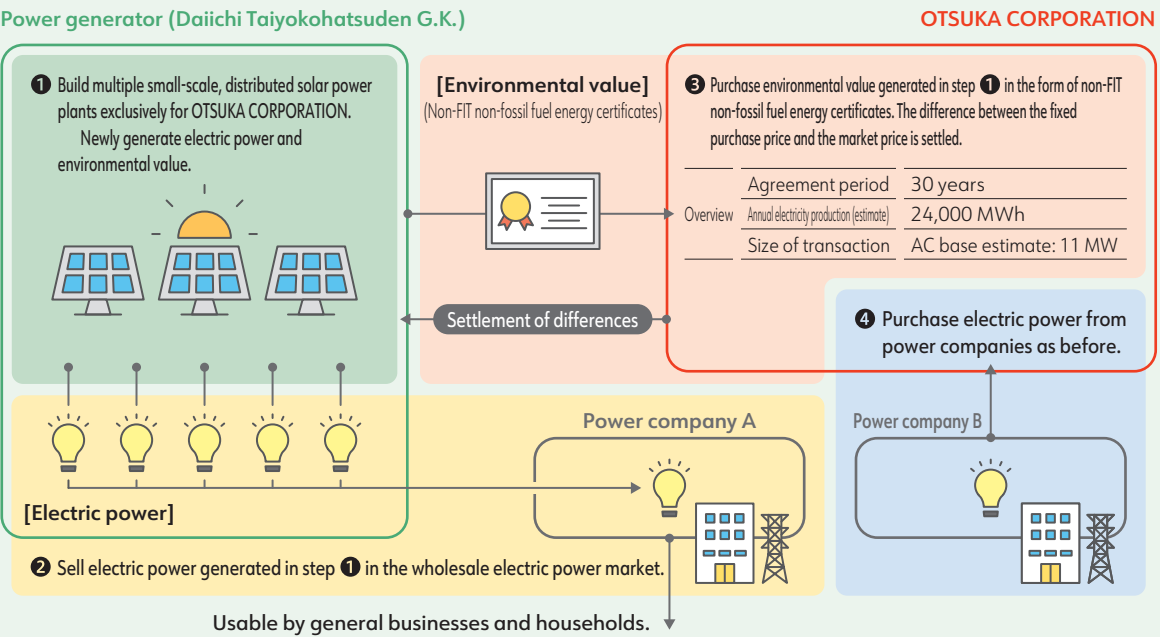 Power generator (Daiichi Taiyokohatsuden G.K.)
OTSUKA CORPORATION
❶ Build multiple small-scale, distributed solar power
plants exclusively for OTSUKA CORPORATION.
Newly generate electric power and
environmental value.
[Environmental value]
(Non-FIT non-fossil fuel energy certificates)
❸ Purchase environmental value generated in step ❶ in the form of non-FIT
non-fossil fuel energy certificates. The difference between the fixed
purchase price and the market price is settled.
Overview
Agreement period 30 years
Annual electricity production (estimate) 24,000 MWh
Size of transaction AC base estimate: 11 MW
Settlement of differences
❹ Purchase electric power from
power companies as before.
Power company A
Power company B
[Electric power]
❷ Sell electric power generated in step ❶ in the wholesale electric power market.
Usable by general businesses and households.